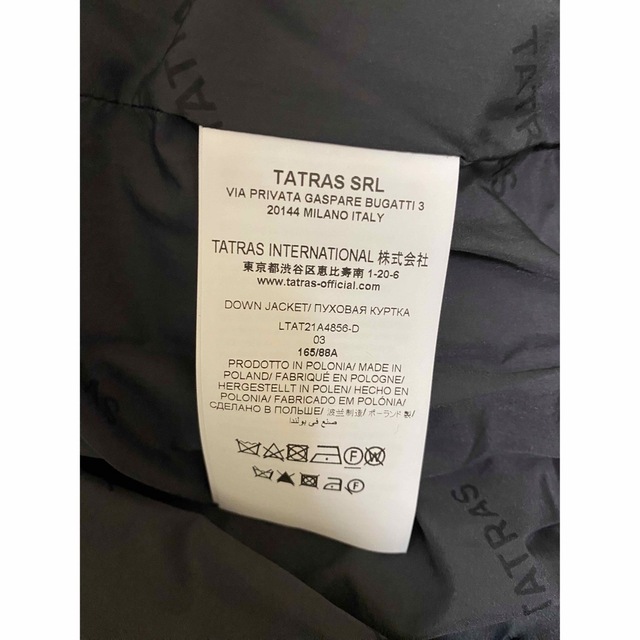 TATRAS
TATRAS
TATRAS SRL
VIA PRIVATA GASPARE BUGATTI 3
20144 MILANO ITALY
TATRAS INTERNATIONAL 株式会社
東京都渋谷区恵比寿南 1-20-6
www.tatras-official.com
DOWN JACKET/ ПУХОВАЯ КУРТКА
LTAT21A4856-D
03
165/88A
PRODOTTO IN POLONIA/ MADE IN
POLAND/ FABRIQUÉ EN POLOGNE/
HERGESTELLT IN POLEN/ HECHO EN
POLONIA/ FABRICADO EM POLÓNIA/
СДЕЛАНО В ПОЛЬШЕ/ 波兰制造/ ポーランド製/
صنع في بولندا
F W
F
TATRAS